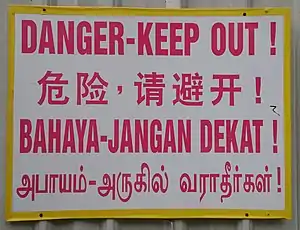 DANGER-KEEP OUT !
危险，请避开！
BAHAYA-JANGAN DEKAT !
அபாயம்-அருகில் வராதீர்கள்!